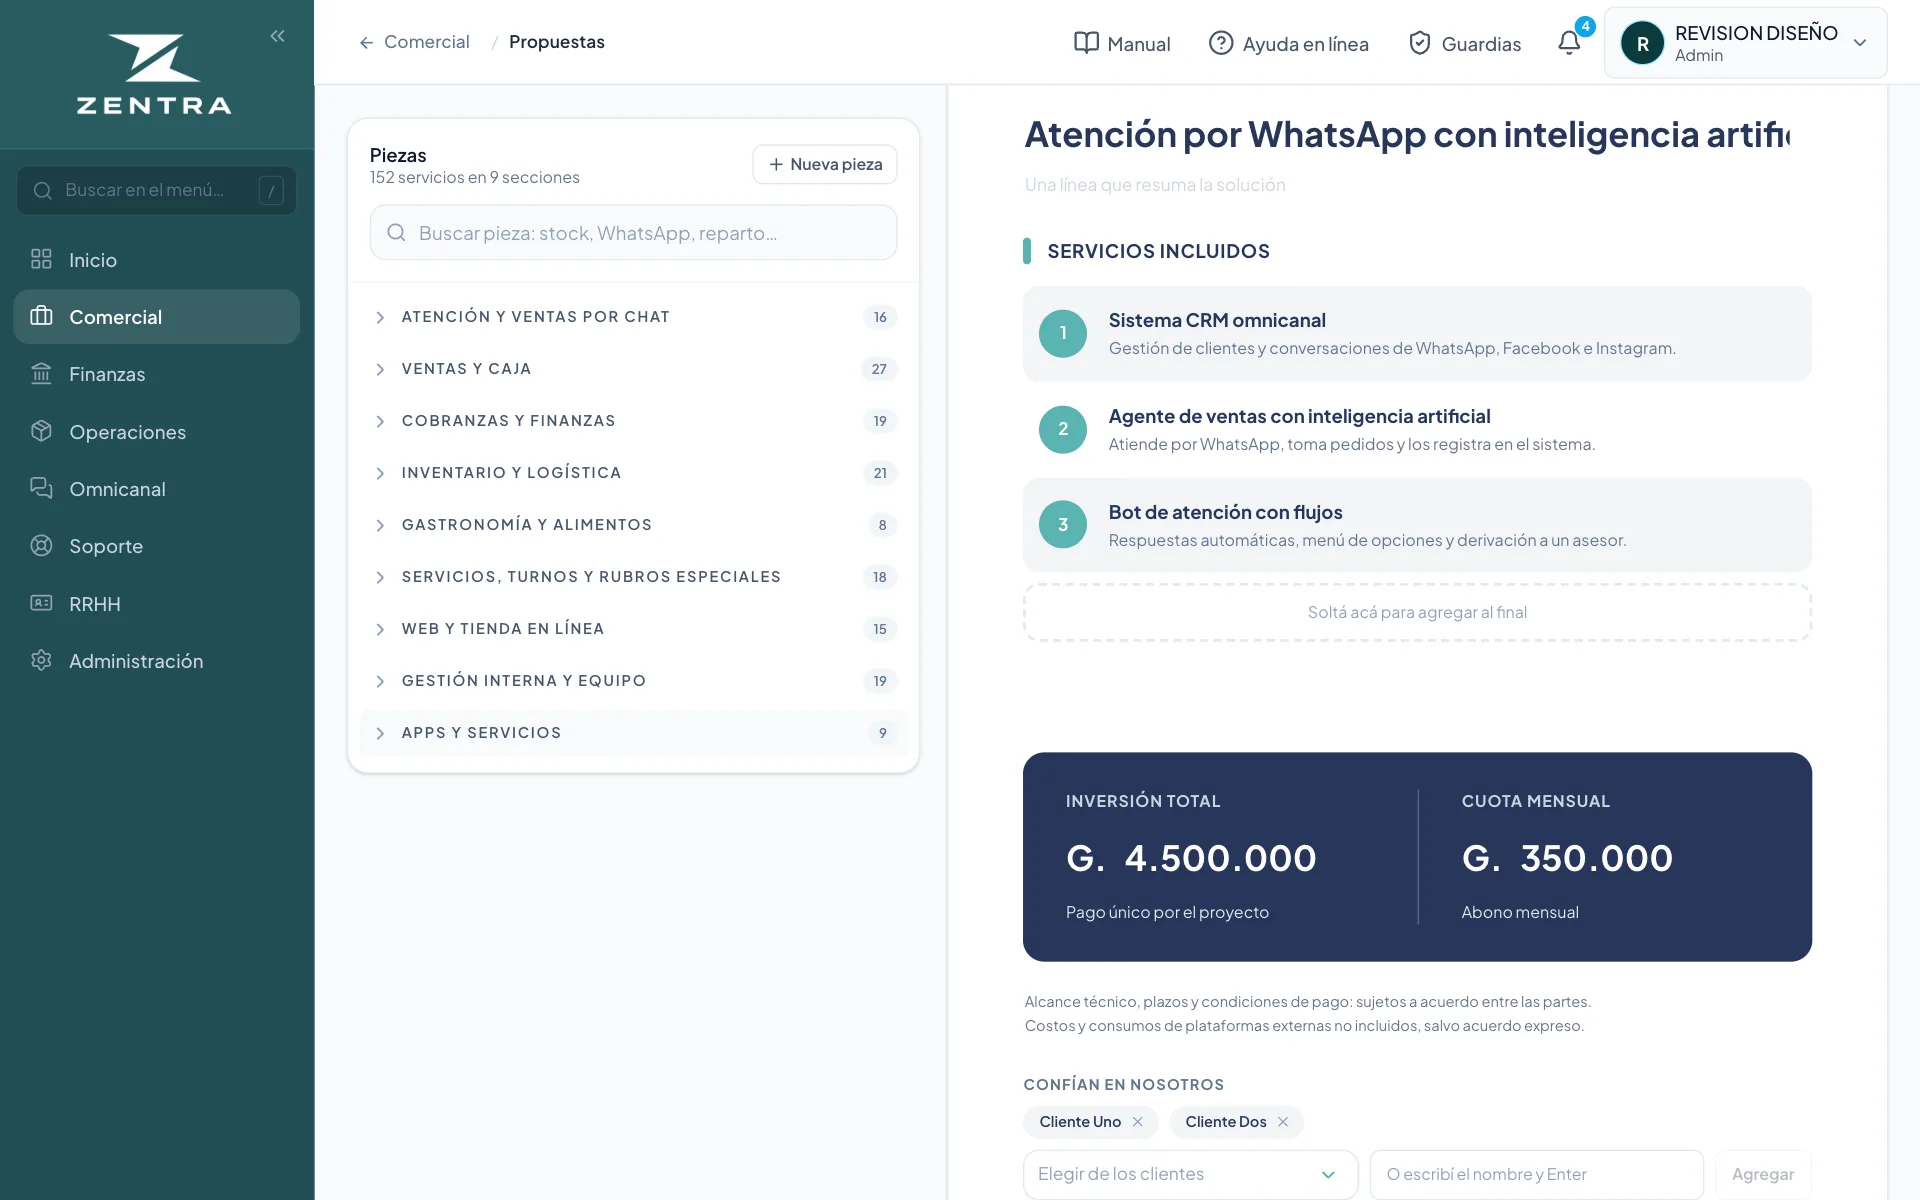 ZENTRA
Buscar en el menú...
/
Inicio
Comercial
Finanzas
Operaciones
Omnicanal
Soporte
RRHH
Administración
Comercial / Propuestas
Manual
Ayuda en línea
Guardias
4
R
REVISION DISEÑO
Admin
Piezas
152 servicios en 9 secciones
Nueva pieza
Buscar pieza: stock, WhatsApp, reparto...
ATENCIÓN Y VENTAS POR CHAT 16
VENTAS Y CAJA 27
COBRANZAS Y FINANZAS 19
INVENTARIO Y LOGÍSTICA 21
GASTRONOMÍA Y ALIMENTOS 8
SERVICIOS, TURNOS Y RUBROS ESPECIALES 18
WEB Y TIENDA EN LÍNEA 15
GESTIÓN INTERNA Y EQUIPO 19
APPS Y SERVICIOS 9
Atención por WhatsApp con inteligencia
Una línea que resuma la solución
SERVICIOS INCLUIDOS
1
Sistema CRM omnicanal
Gestión de clientes y conversaciones de WhatsApp, Facebook e Instagram.
2
Agente de ventas con inteligencia artificial
Atiende por WhatsApp, toma pedidos y los registra en el sistema.
3
Bot de atención con flujos
Respuestas automáticas, menú de opciones y derivación a un asesor.
Soltá acá para agregar al final
INVERSIÓN TOTAL
G. 4.500.000
Pago único por el proyecto
CUOTA MENSUAL
G. 350.000
Abono mensual
Alcance técnico, plazos y condiciones de pago: sujetos a acuerdo entre las partes.
Costos y consumos de plataformas externas no incluidos, salvo acuerdo expreso.
CONFÍAN EN NOSOTROS
Cliente Uno
Cliente Dos
Elegir de los clientes
O escribí el nombre y Enter
Agregar